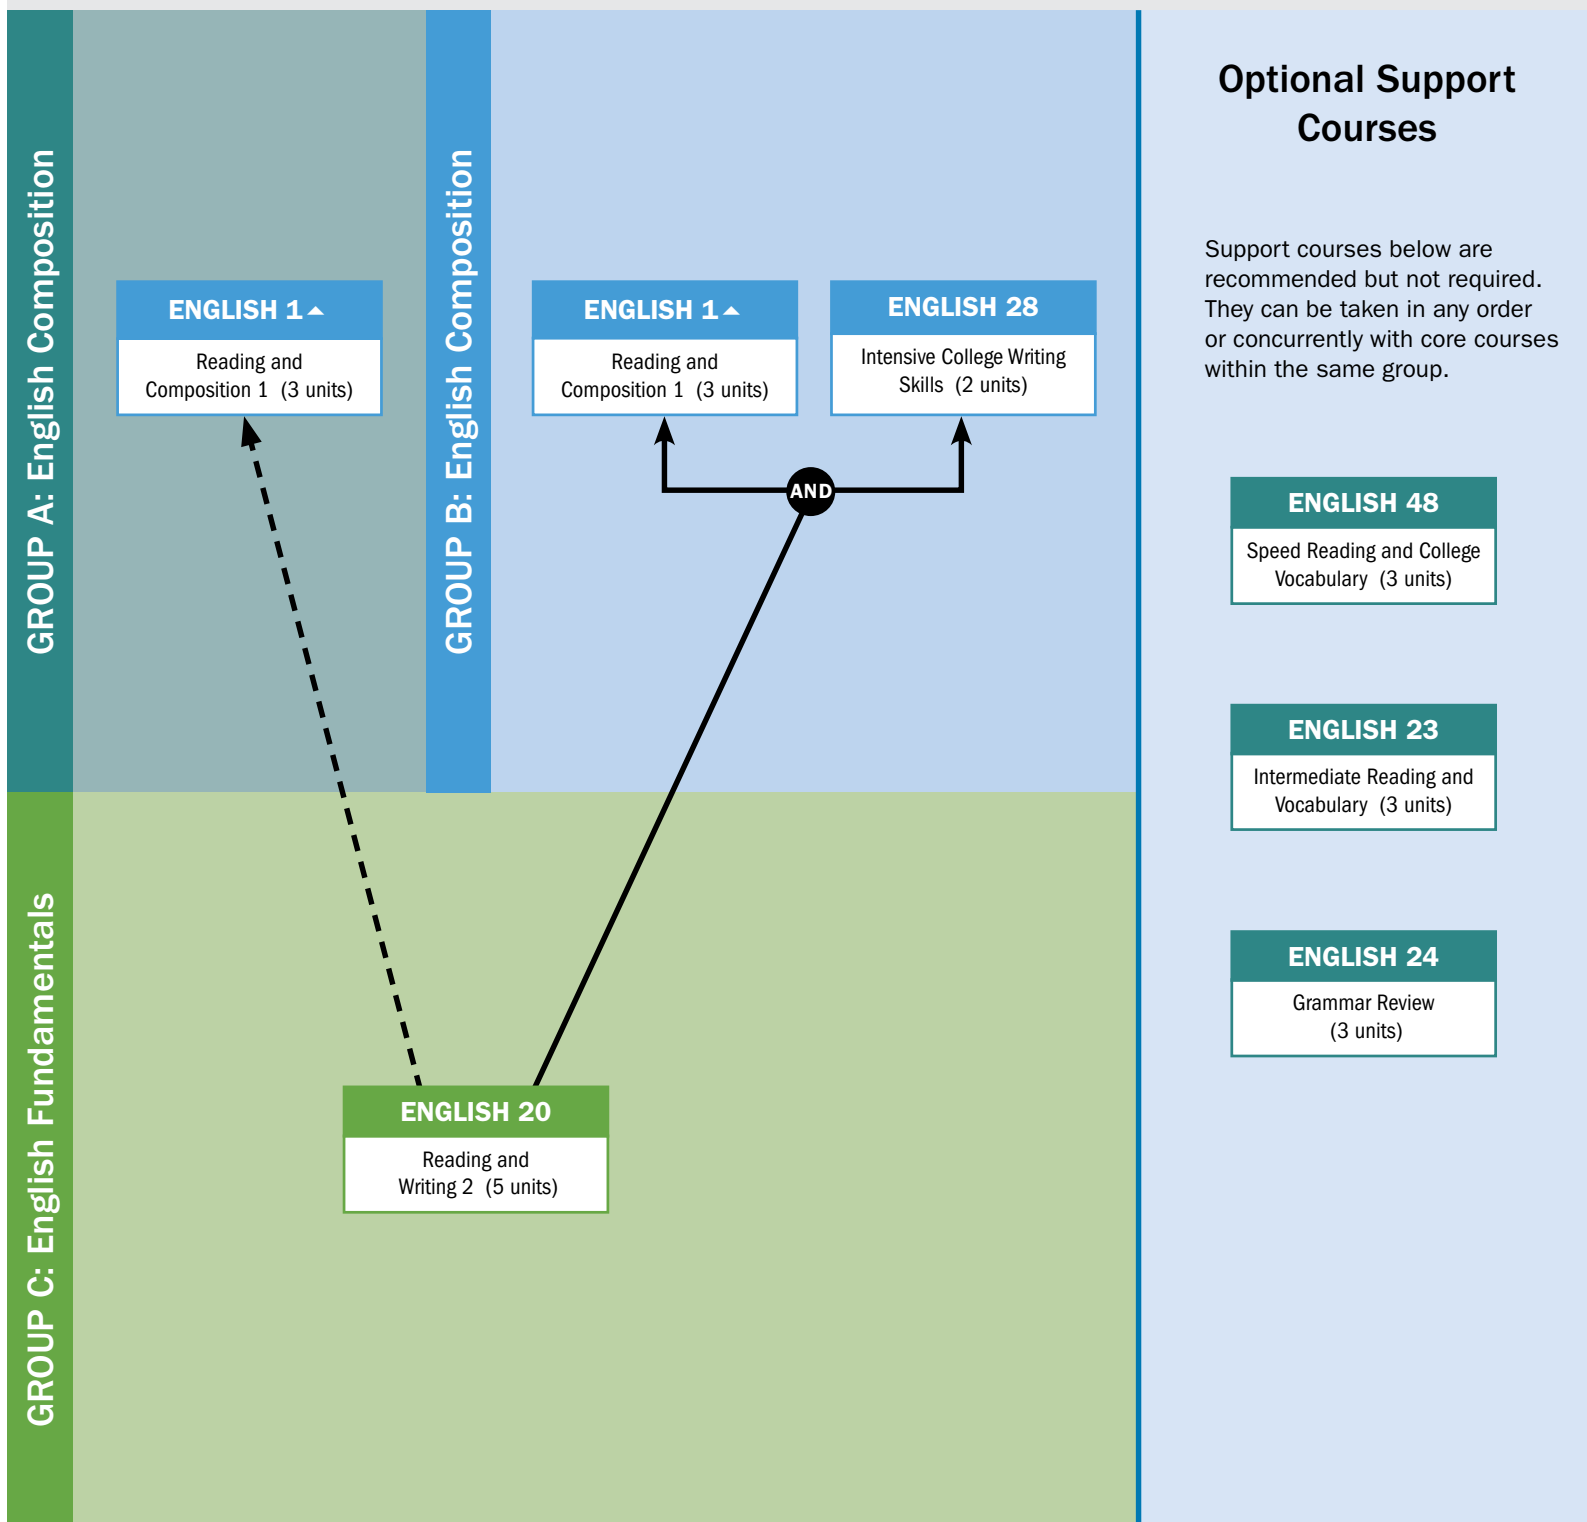 GROUP A: English Composition
ENGLISH 1
Reading and
Composition 1 (3 units)
GROUP B: English Composition
ENGLISH 1
Reading and
Composition 1 (3 units)
ENGLISH 28
Intensive College Writing
Skills (2 units)
AND
GROUP C: English Fundamentals
ENGLISH 20
Reading and
Writing 2 (5 units)
Optional Support
Courses
Support courses below are
recommended but not required.
They can be taken in any order
or concurrently with core courses
within the same group.
ENGLISH 48
Speed Reading and College
Vocabulary (3 units)
ENGLISH 23
Intermediate Reading and
Vocabulary (3 units)
ENGLISH 24
Grammar Review
(3 units)